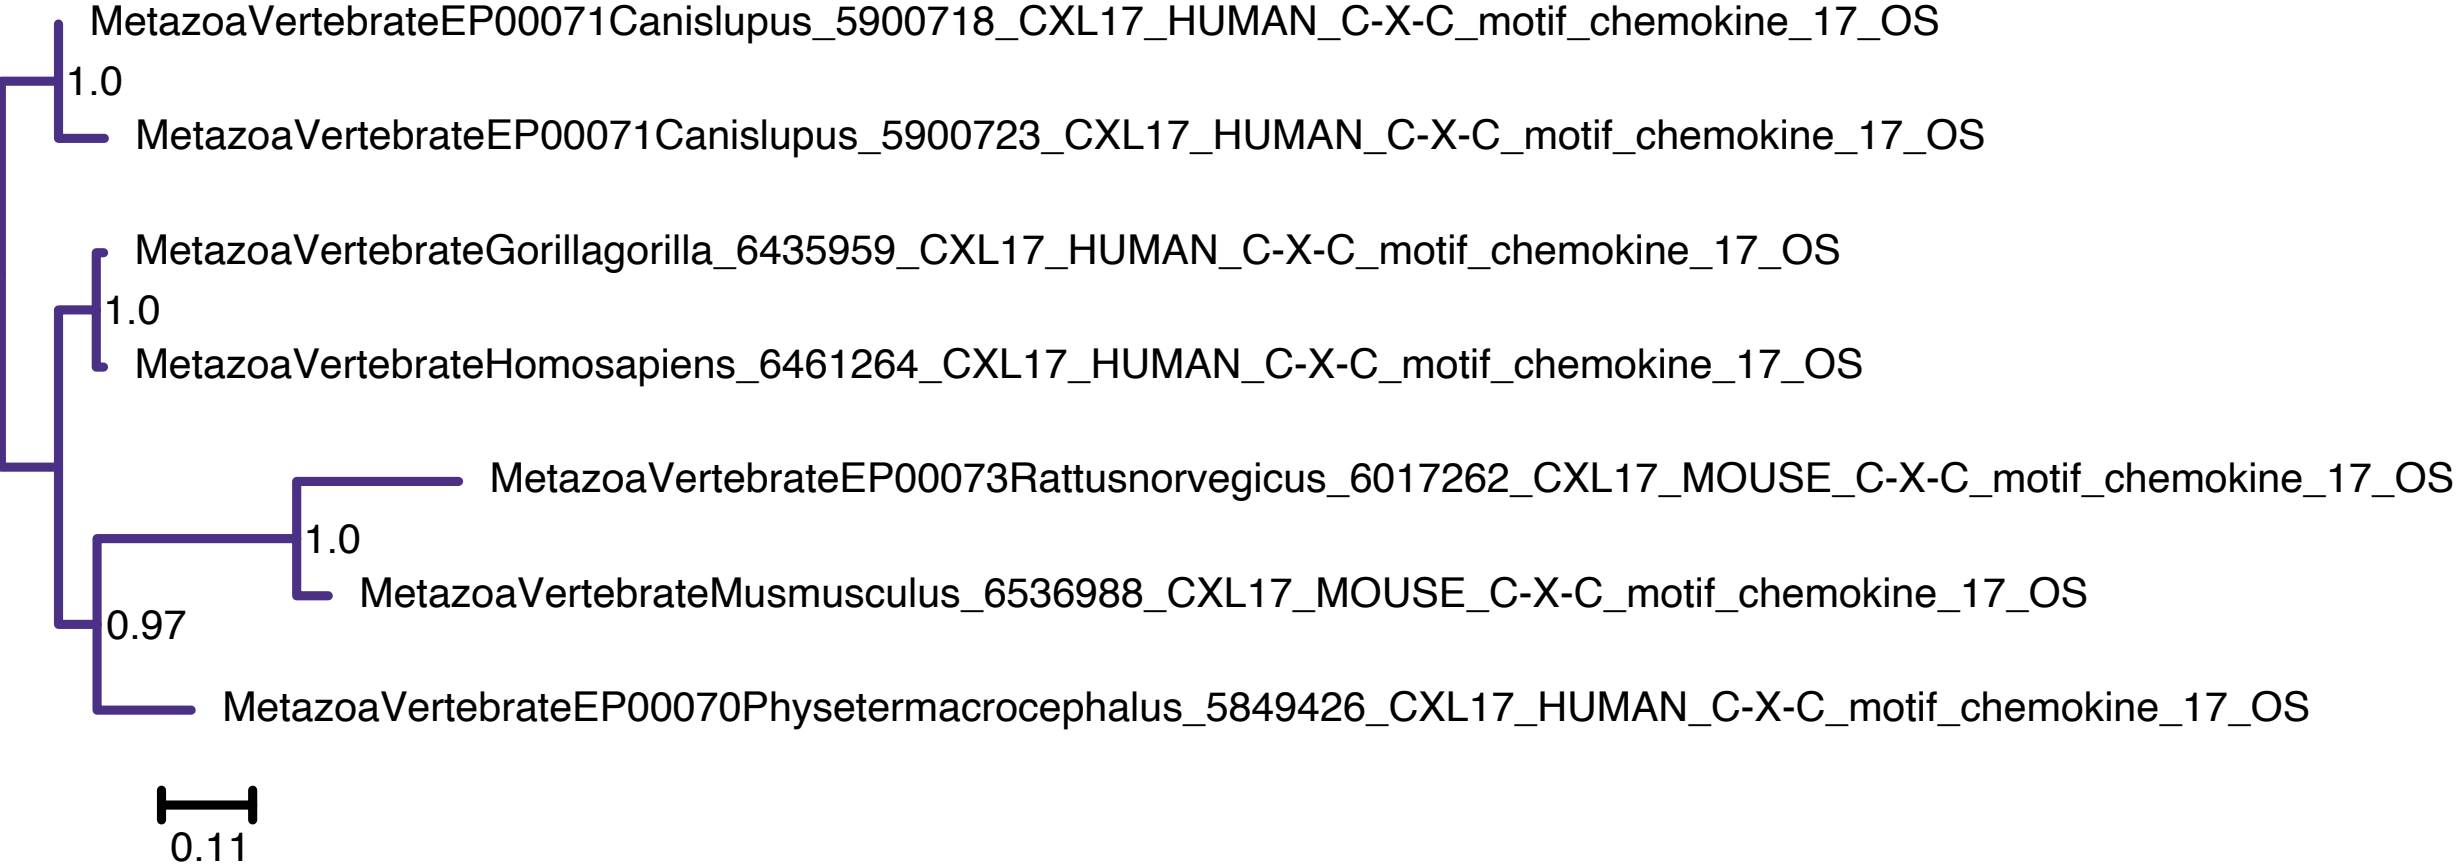 MetazoaVertebrateEP00071Canislupus_5900718_CXL17_HUMAN_C-X-C_motif_chemokine_17_OS
1.0
MetazoaVertebrateEP00071Canislupus_5900723_CXL17_HUMAN_C-X-C_motif_chemokine_17_OS
MetazoaVertebrateGorillagorilla_6435959_CXL17_HUMAN_C-X-C_motif_chemokine_17_OS
1.0
MetazoaVertebrateHomosapiens_6461264_CXL17_HUMAN_C-X-C_motif_chemokine_17_OS
MetazoaVertebrateEP00073Rattusnorvegicus_6017262_CXL17_MOUSE_C-X-C_motif_chemokine_17_OS
1.0
MetazoaVertebrateMusmusculus_6536988_CXL17_MOUSE_C-X-C_motif_chemokine_17_OS
0.97
MetazoaVertebrateEP00070Physetermacrocephalus_5849426_CXL17_HUMAN_C-X-C_motif_chemokine_17_OS
0.11